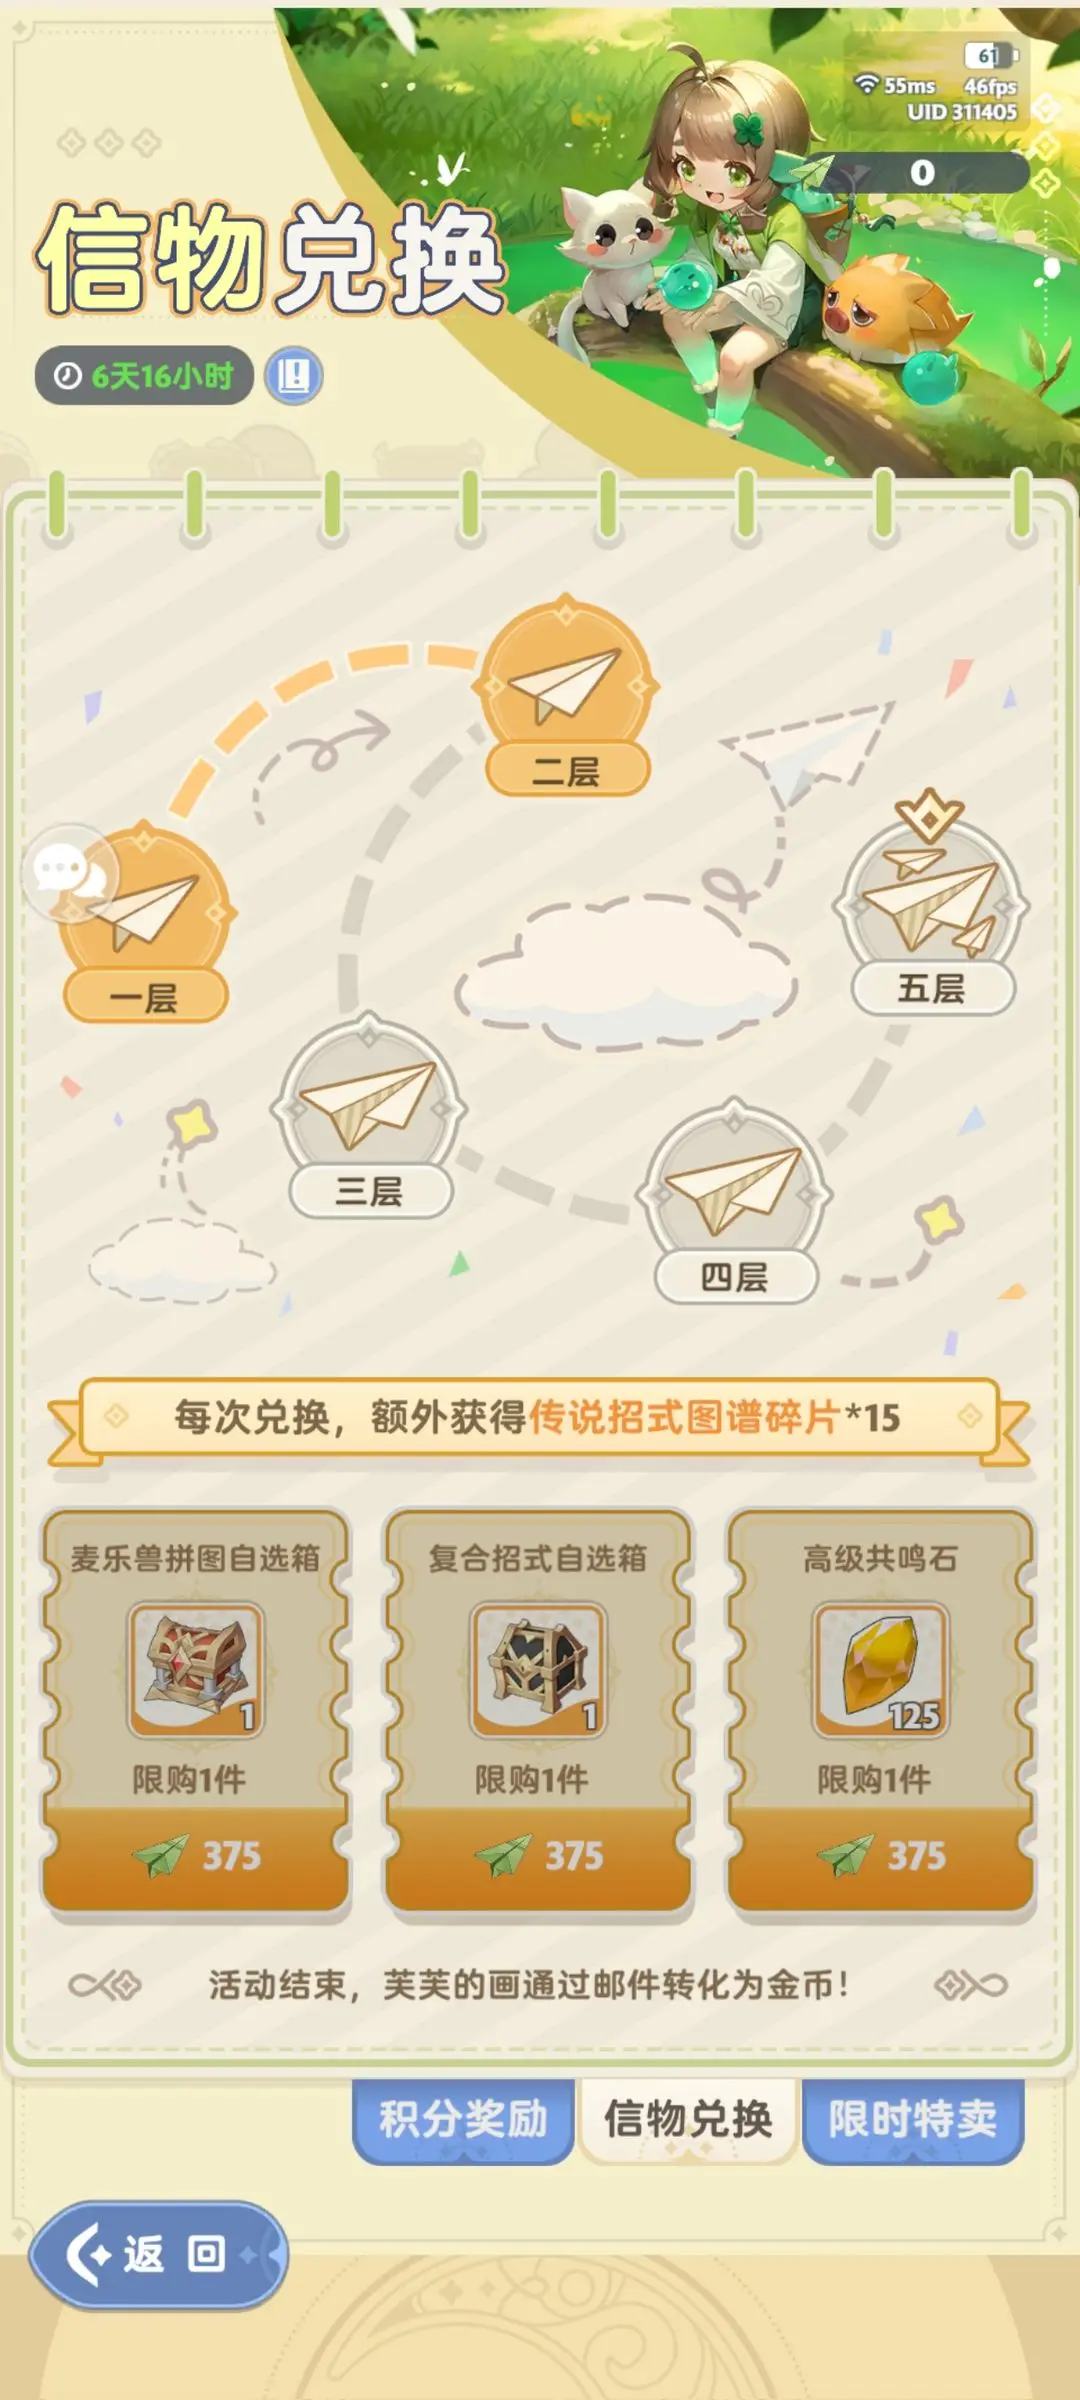 61
55ms 46fps
UID 311405
0
信物兑换
6天16小时
二层
一层
五层
三层
四层
每次兑换，额外获得传说招式图谱碎片*15
麦乐兽拼图自选箱 复合招式自选箱 高级共鸣石
1 1 125
限购1件 限购1件 限购1件
375 375 375
活动结束，芙芙的画通过邮件转化为金币！
积分奖励 信物兑换 限时特卖
返回